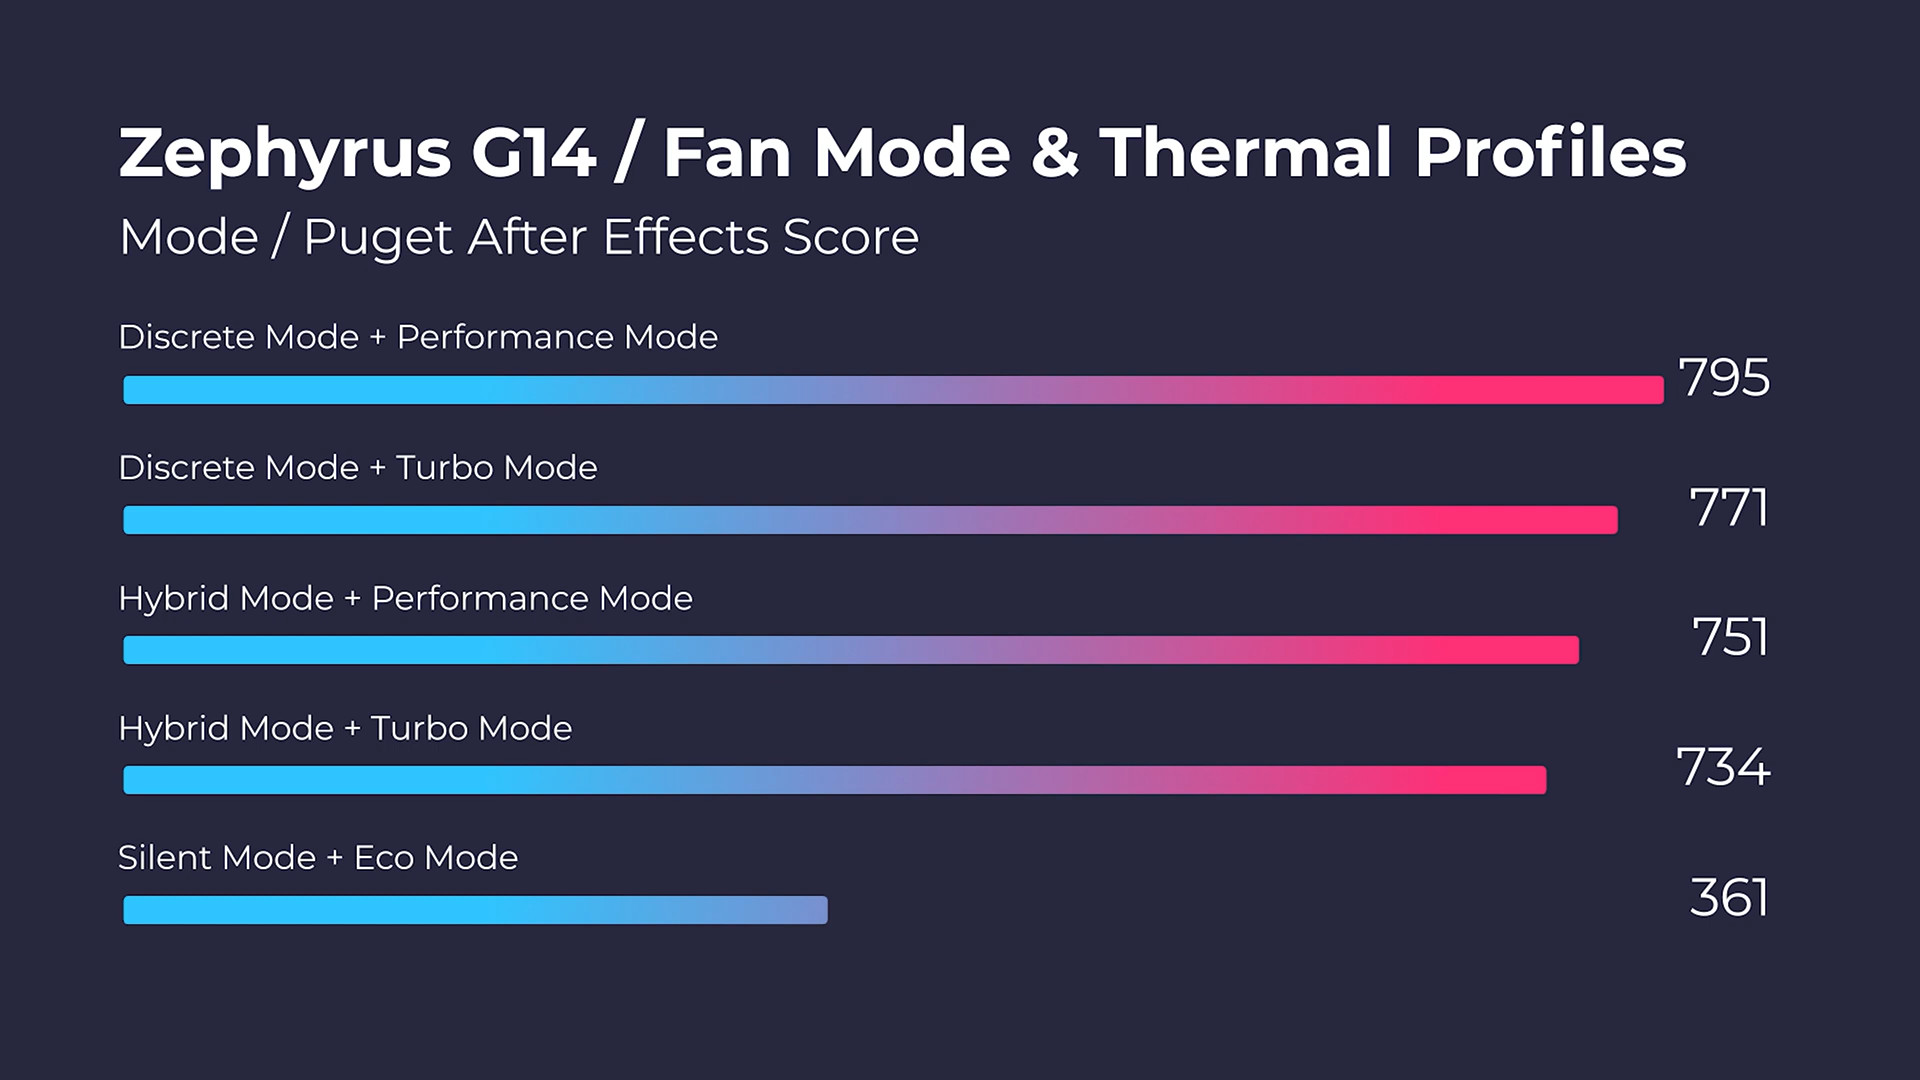 Zephyrus G14 / Fan Mode & Thermal Profiles
Mode / Puget After Effects Score
Discrete Mode + Performance Mode
795
Discrete Mode + Turbo Mode
771
Hybrid Mode + Performance Mode
751
Hybrid Mode + Turbo Mode
734
Silent Mode + Eco Mode
361